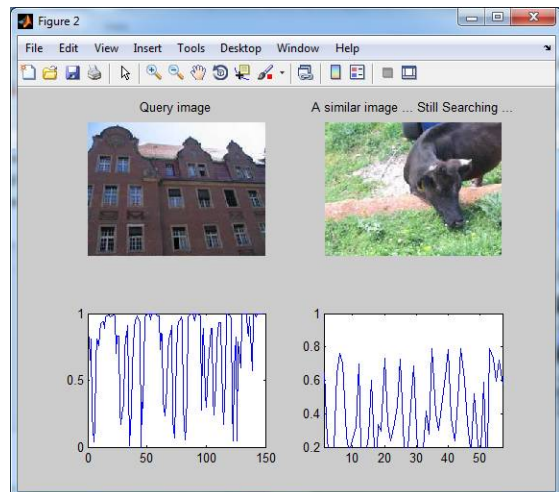 Figure 2
File Edit View Insert Tools Desktop Window Help
Query image
A similar image ... Still Searching ...
1
0.5
0
0 50 100 150
1
0.8
0.6
0.4
0.2
10 20 30 40 50